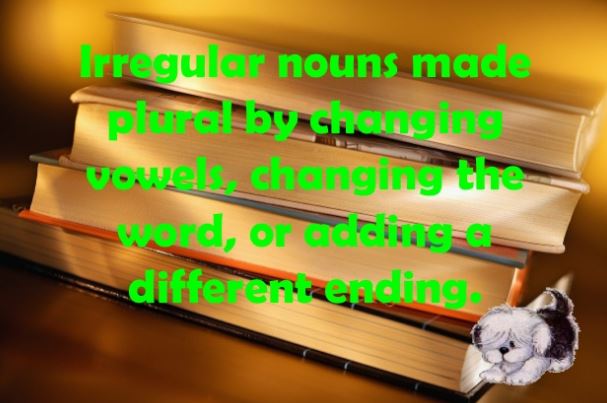 Irregular nouns made
plural by changing
vowels, changing the
word, or adding a
different ending.